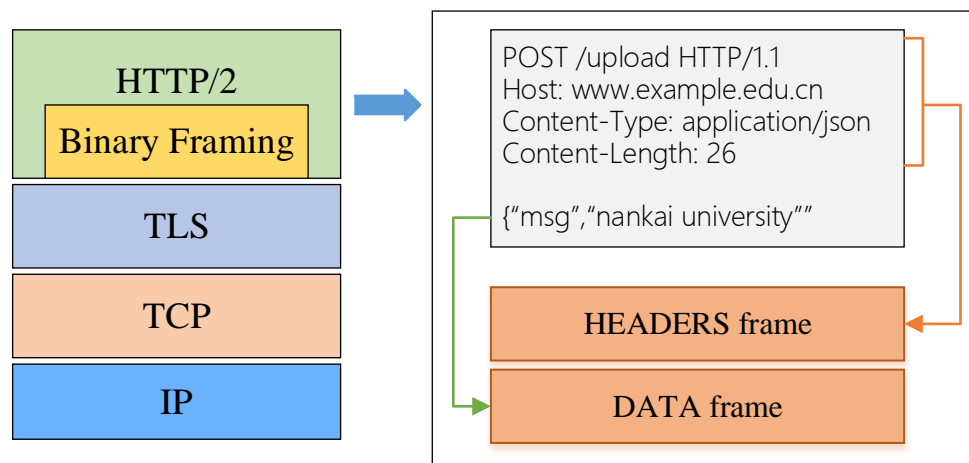 HTTP/2
Binary Framing
TLS
TCP
IP
POST /upload HTTP/1.1
Host: www.example.edu.cn
Content-Type: application/json
Content-Length: 26
{“msg”,“nankai university””
HEADERS frame
DATA frame